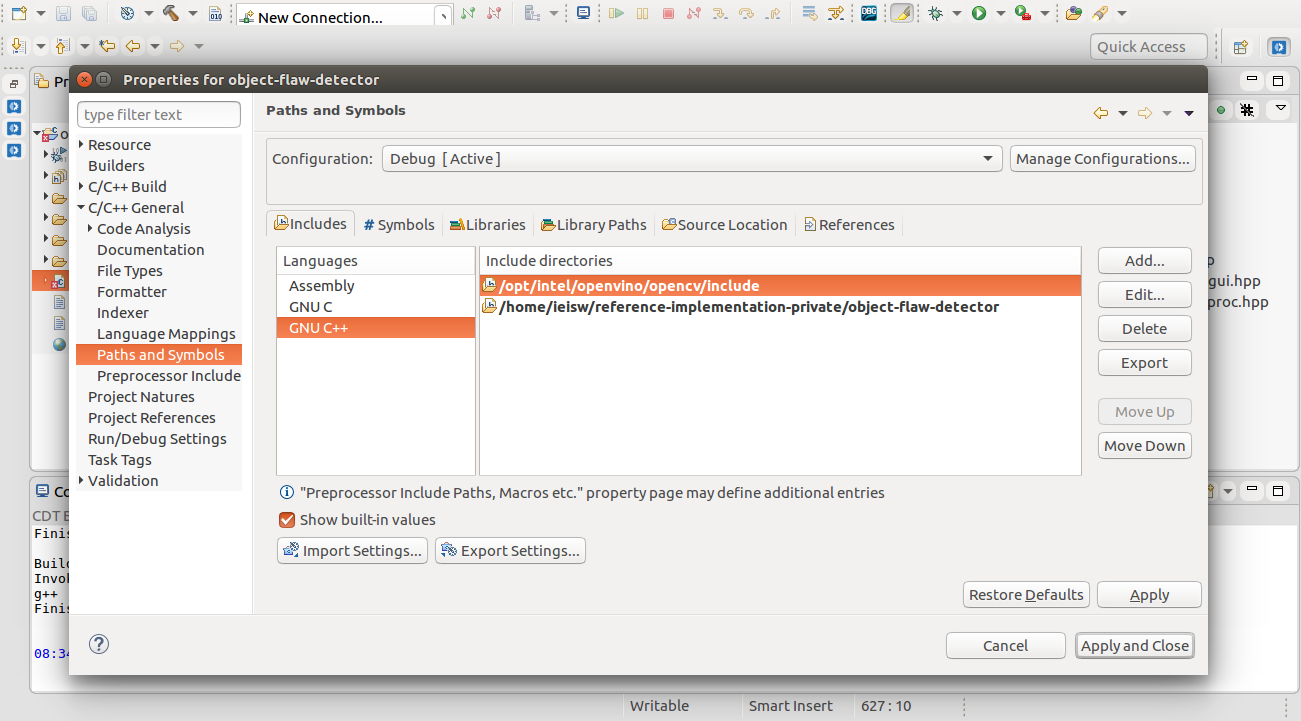 New Connection...
DBG
010
Quick Access
Properties for object-flaw-detector
type filter text
Resource
Builders
C/C++ Build
C/C++ General
Code Analysis
Documentation
File Types
Formatter
Indexer
Language Mappings
Paths and Symbols
Preprocessor Include
Project Natures
Project References
Run/Debug Settings
Task Tags
Validation
Paths and Symbols
Configuration:
Debug [ Active ]
Manage Configurations...
Includes
# Symbols
Libraries
Library Paths
Source Location
References
Languages
Assembly
GNU C
GNU C++
Include directories
/opt/intel/openvino/opencv/include
/home/ieisw/reference-implementation-private/object-flaw-detector
Add...
Edit...
Delete
Export
Move Up
Move Down
"Preprocessor Include Paths, Macros etc." property page may define additional entries
Show built-in values
Import Settings...
Export Settings...
Restore Defaults
Apply
Cancel
Apply and Close
Pr
o
p
gui.hpp
proc.hpp
Co
CDT B
Finis
Build
Invok
g++
Finis
08:34
Writable
Smart Insert
627 : 10